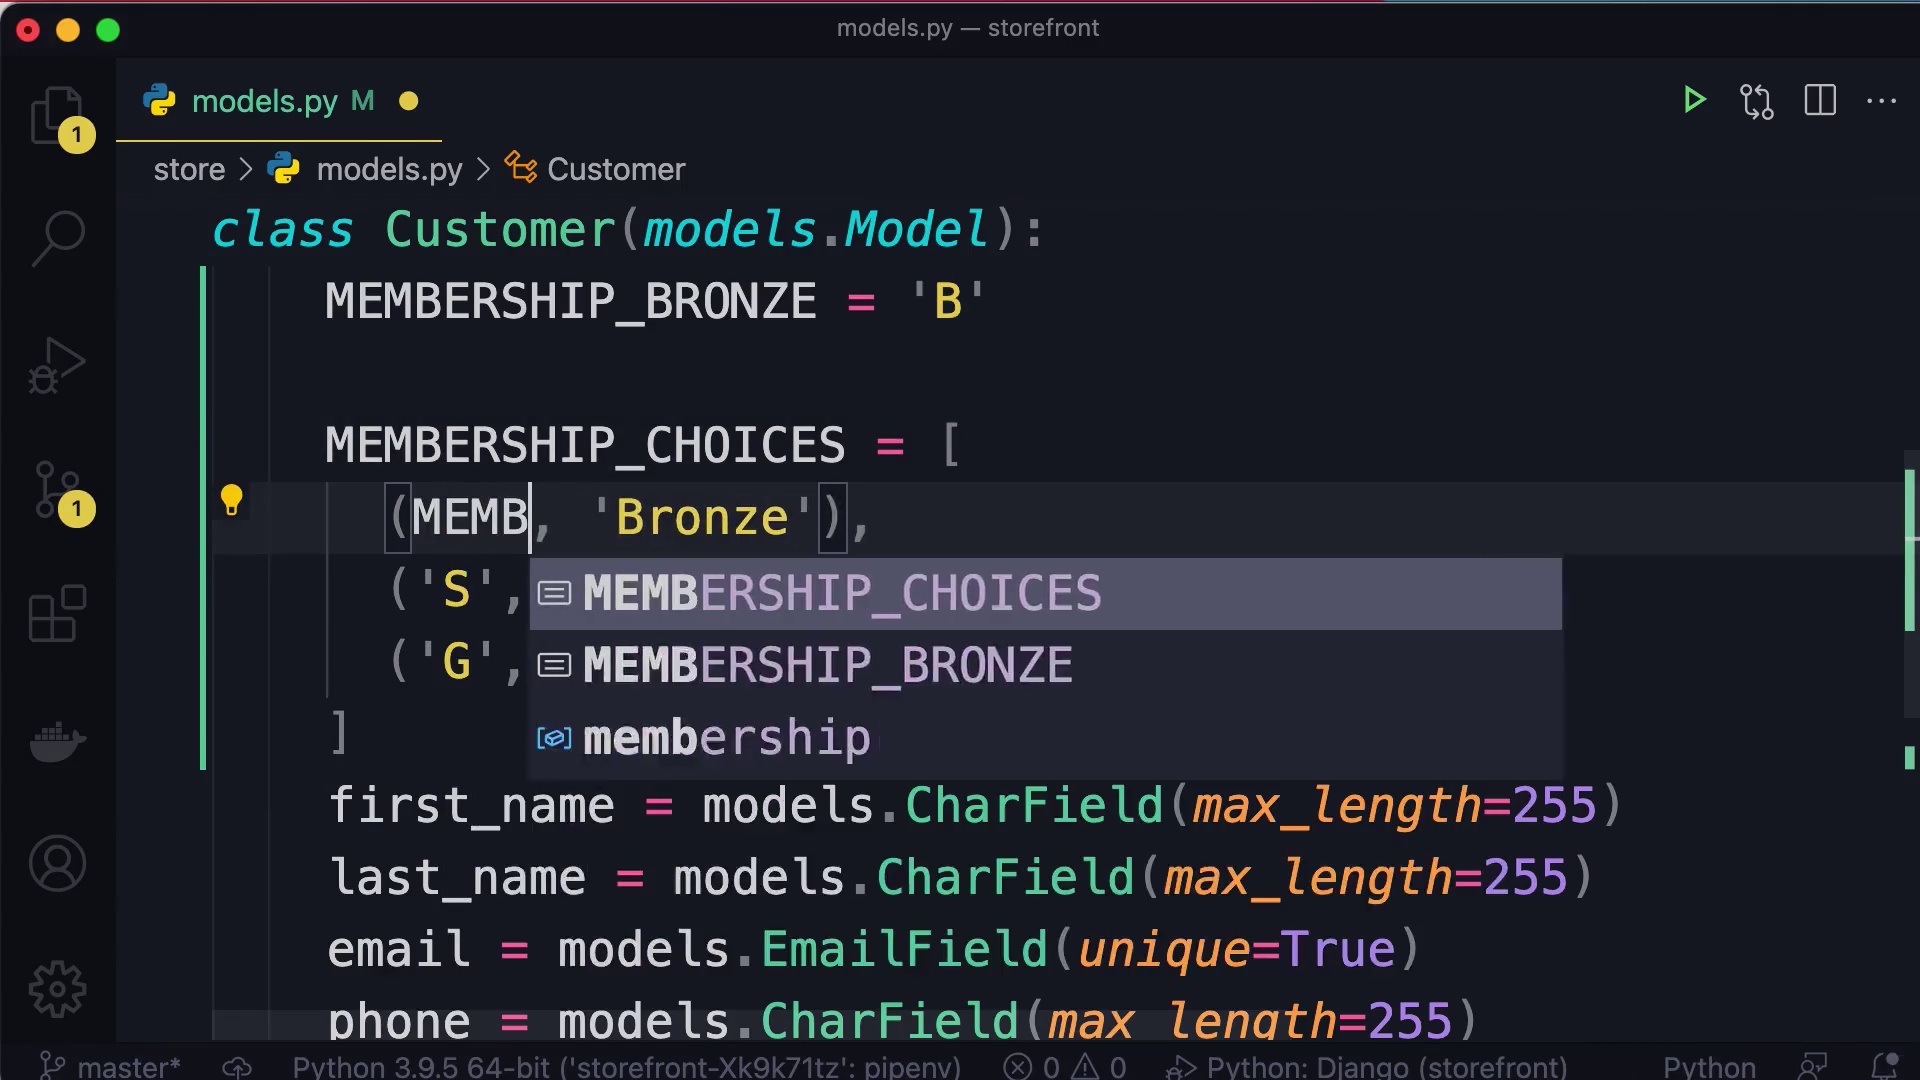 models.py — storefront
models.py M
1
store > models.py > Customer
class Customer(models.Model):
MEMBERSHIP_BRONZE = 'B'
MEMBERSHIP_CHOICES = [
(MEMB, 'Bronze'),
('S',
MEMBERSHIP_CHOICES
('G',
MEMBERSHIP_BRONZE
]
membership
first_name = models.CharField(max_length=255)
last_name = models.CharField(max_length=255)
1
email = models.EmailField(unique=True)
phone = models.CharField(max_length=255)
master* Python 3.9.5 64-bit ('storefront-Xk9k71tz': pipenv) 0 0 Python: Django (storefront) Python